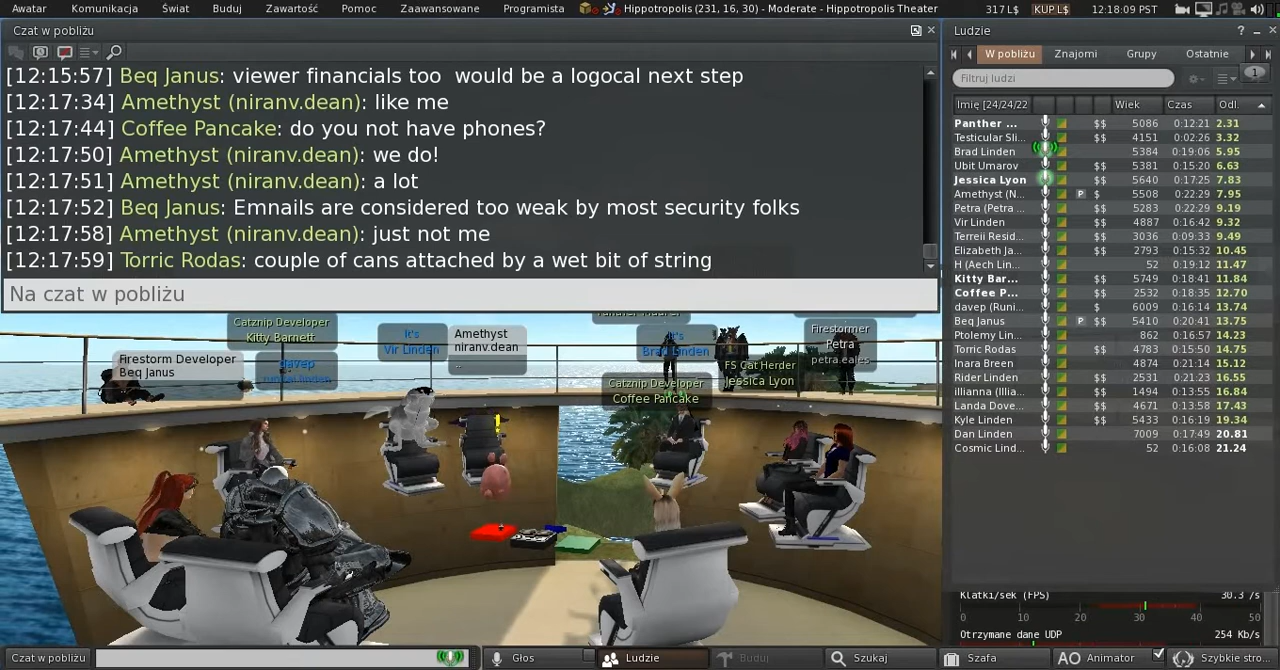 Awatar Komunikacja Świat Buduj Zawartość Pomoc Zaawansowane Programista Hippotropolis (231, 16, 30) - Moderate - Hippotropolis Theater 317 L$ KUP L$ 12:18:09 PST
Czat w pobliżu
[12:15:57] Beq Janus: viewer financials too would be a logocal next step
[12:17:34] Amethyst (niranv.dean): like me
[12:17:44] Coffee Pancake: do you not have phones?
[12:17:50] Amethyst (niranv.dean): we do!
[12:17:51] Amethyst (niranv.dean): a lot
[12:17:52] Beq Janus: Emnails are considered too weak by most security folks
[12:17:58] Amethyst (niranv.dean): just not me
[12:17:59] Torric Rodas: couple of cans attached by a wet bit of string
Na czat w pobliżu
Catznip Developer
Kitty Barnett
It's
Vir Linden
Amethyst
niranv.dean
...
It's
Brad Linden
Firestormer
Petra
petra.eales
Firestorm Developer
Beq Janus
davep
FS Cat Herder
Jessica Lyon
Catznip Developer
Coffee Pancake
Ludzie
? _ ×
W pobliżu Znajomi Grupy Ostatnie
Filtruj ludzi
1
Imię [24/24/22 Wiek Czas Odl.
Panther ... $$ 5086 0:12:21 2.31
Testicular Sli... $$ 4151 0:02:26 3.32
Brad Linden 5384 0:19:06 5.95
Ubit Umarov $$ 5381 0:15:20 6.63
Jessica Lyon $$ 5640 0:17:25 7.83
Amethyst (N... P $$ 5508 0:22:29 7.95
Petra (Petra ... $$ 5283 0:22:29 9.19
Vir Linden $$ 4887 0:16:42 9.32
Terreii Resid... $$ 3036 0:09:33 9.49
Elizabeth Ja... $$ 2793 0:15:32 10.45
H (Aech Lin... 52 0:19:12 11.47
Kitty Bar... $$ 5749 0:18:41 11.84
Coffee P... $$ 2532 0:18:35 12.70
davep (Runi... $ 6009 0:16:14 13.74
Beq Janus P $$ 5410 0:20:41 13.75
Ptolemy Lin... 862 0:16:57 14.23
Torric Rodas $$ 4783 0:15:50 14.75
Inara Breen 4874 0:21:14 15.12
Rider Linden $$ 2531 0:21:23 16.55
illianna (Illia... $$ 1494 0:13:55 16.84
Landa Dove... $$ 4671 0:13:58 17.43
Kyle Linden $$ 5433 0:16:19 19.34
Dan Linden 7009 0:17:49 20.81
Cosmic Lind... 52 0:16:08 21.24
Klatki/sek (FPS) 30.3 /s
0 10 20 30 40 50
Otrzymane dane UDP 254 Kb/s
Czat w pobliżu Głos Ludzie Buduj Szukaj Szafa AO Animator Szybkie stro...